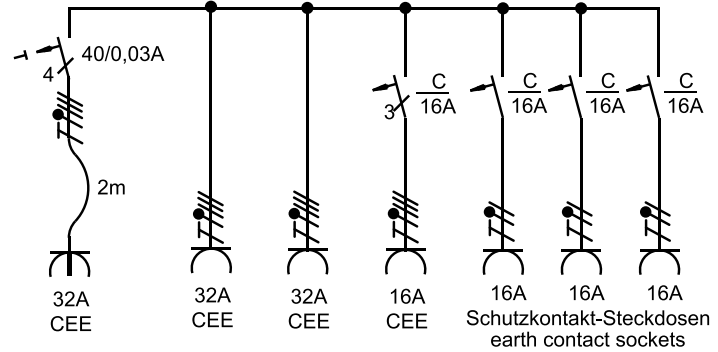 40/0,03A
4
2m
3
C
16A
C
16A
C
16A
C
16A
32A
CEE
32A
CEE
32A
CEE
16A
CEE
16A
16A
16A
Schutzkontakt-Steckdosen
earth contact sockets